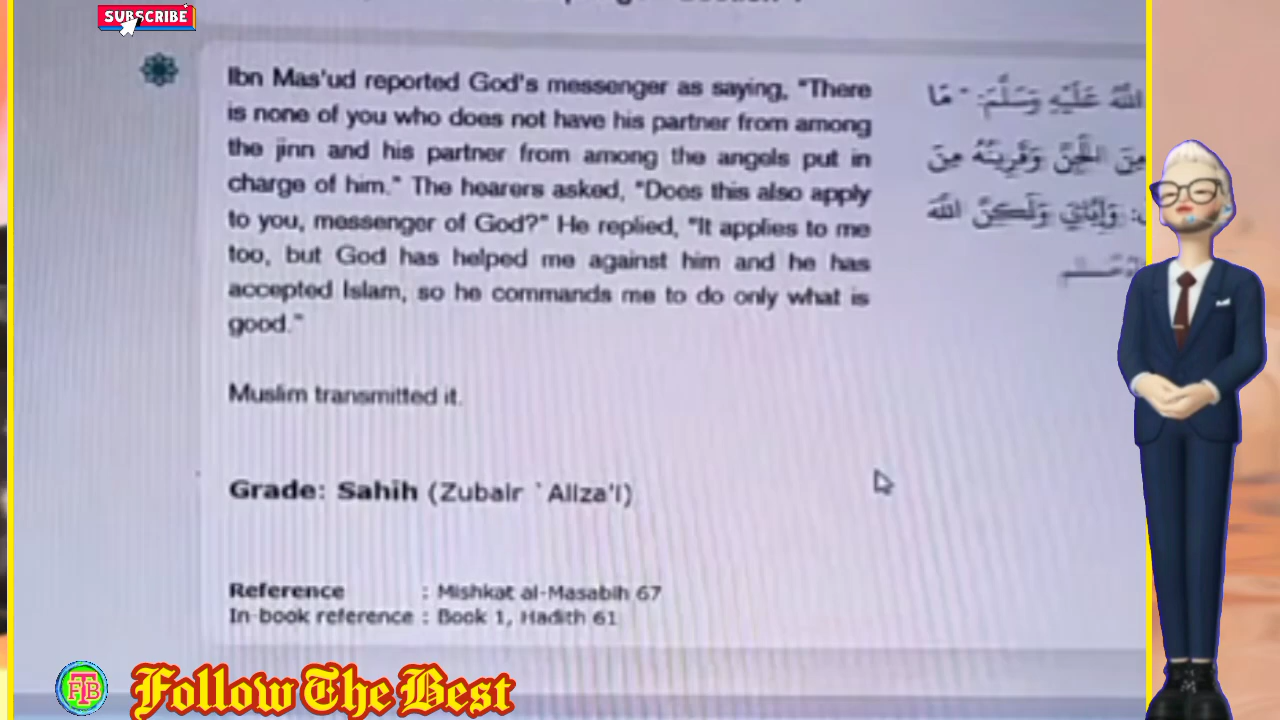 SUBSCRIBE
Ibn Mas'ud reported God's messenger as saying, "There
is none of you who does not have his partner from among
the jinn and his partner from among the angels put in
charge of him." The hearers asked, "Does this also apply
to you, messenger of God?" He replied, "It applies to me
too, but God has helped me against him and he has
accepted Islam, so he commands me to do only what is
good."
Muslim transmitted it.
Grade: Sahih (Zubair `Aliza'i)
Reference : Mishkat al-Masabih 67
In-book reference : Book 1, Hadith 61
اللَّهُ عَلَيْهِ وَسَلَّمَ: " مَا
مِنَ الْجِنِّ وَقَرِينُهُ مِنَ
وَإِيَّايَ وَلَكِنَّ اللَّهَ
FTB
Follow The Best